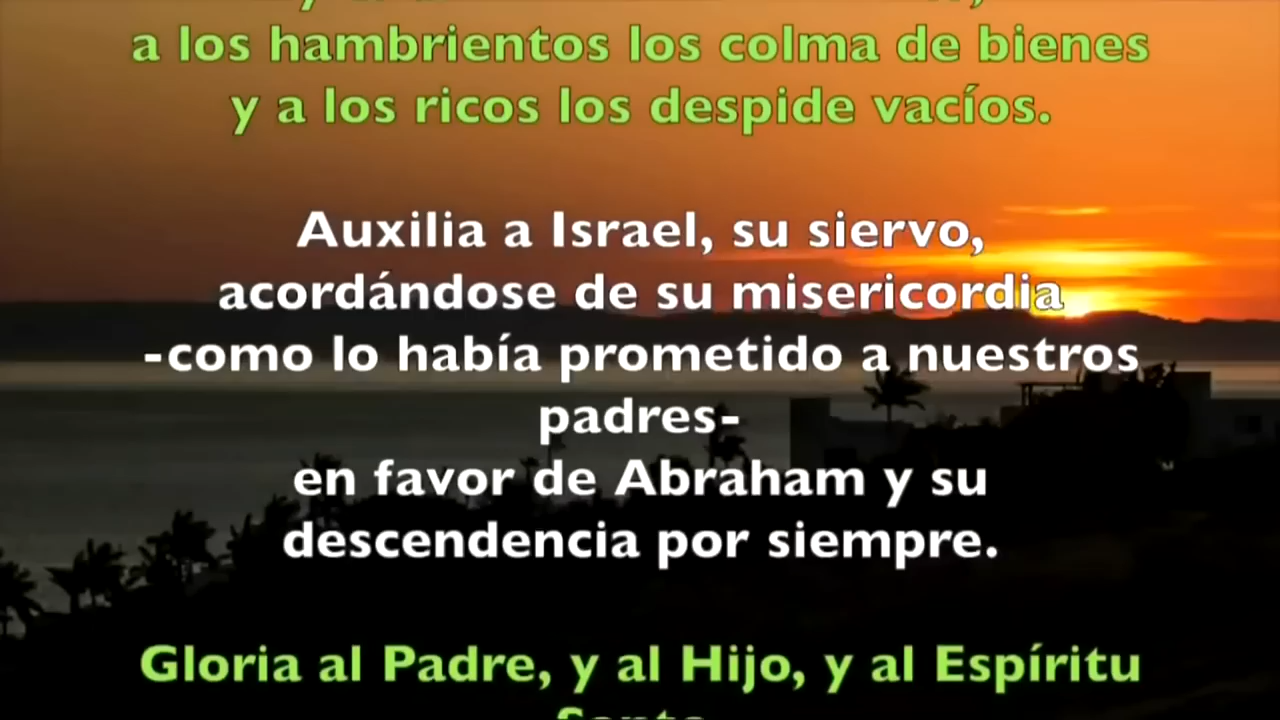 a los hambrientos los colma de bienes
y a los ricos los despide vacíos.
Auxilia a Israel, su siervo,
acordándose de su misericordia
-como lo había prometido a nuestros
padres-
en favor de Abraham y su
descendencia por siempre.
Gloria al Padre, y al Hijo, y al Espíritu